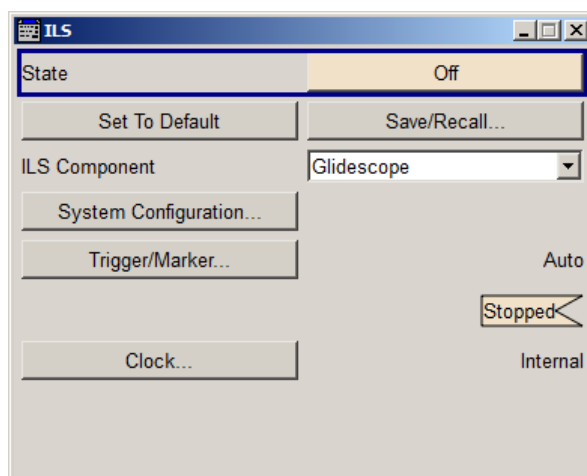 ILS
State Off
Set To Default Save/Recall...
ILS Component Glidescope
System Configuration...
Trigger/Marker... Auto
Stopped
Clock... Internal